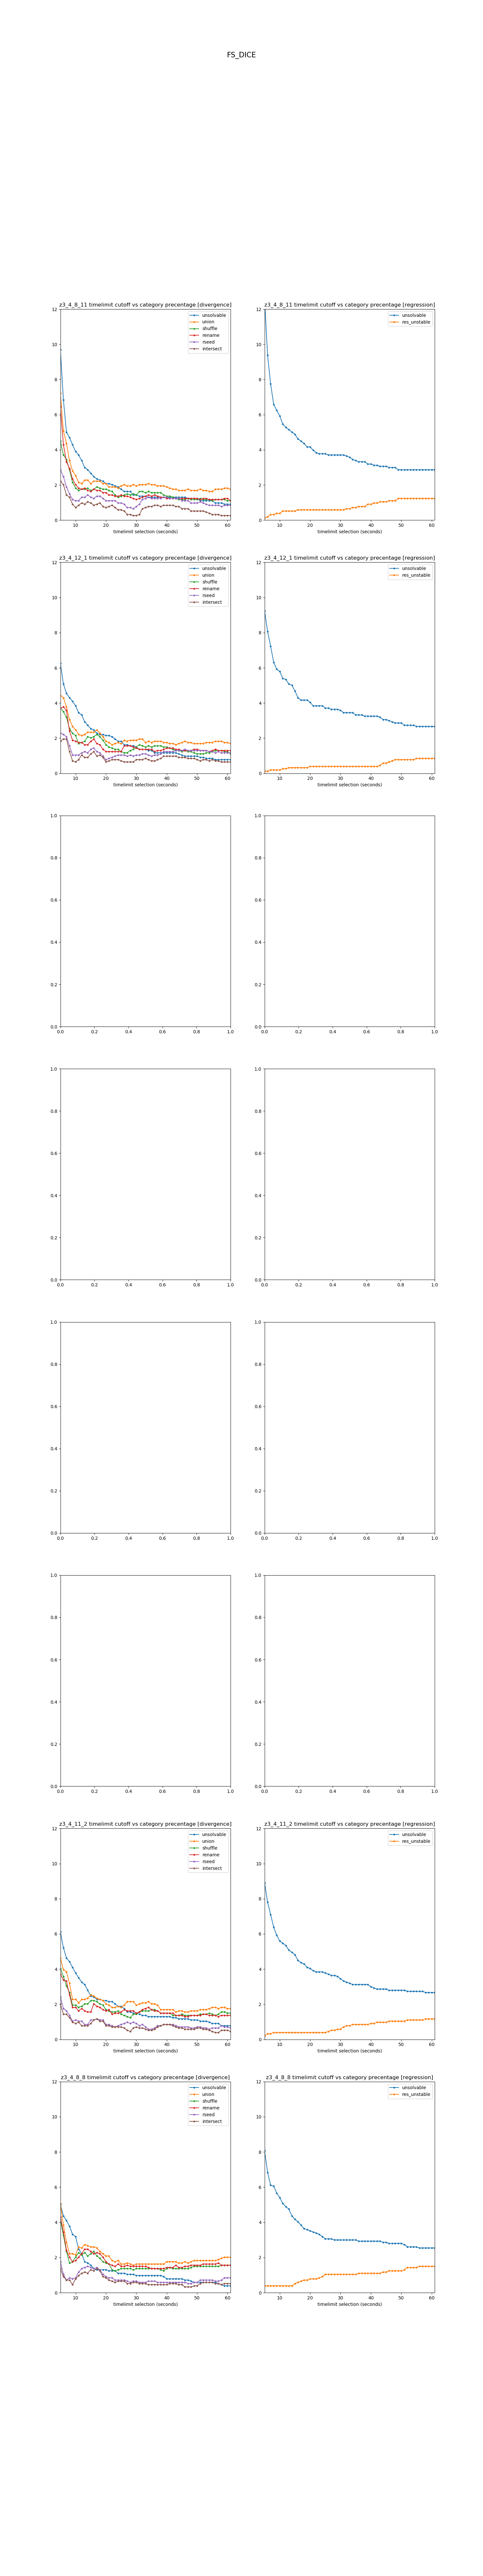 FS_DICE
z3_4_8_11 timelimit cutoff vs category precentage [divergence]
12
10
8
6
4
2
0
10 20 30 40 50 60
timelimit selection (seconds)
unsolvable
union
shuffle
rename
rseed
intersect
z3_4_8_11 timelimit cutoff vs category precentage [regression]
12
10
8
6
4
2
0
10 20 30 40 50 60
timelimit selection (seconds)
unsolvable
res_unstable
z3_4_12_1 timelimit cutoff vs category precentage [divergence]
12
10
8
6
4
2
0
10 20 30 40 50 60
timelimit selection (seconds)
unsolvable
union
shuffle
rename
rseed
intersect
z3_4_12_1 timelimit cutoff vs category precentage [regression]
12
10
8
6
4
2
0
10 20 30 40 50 60
timelimit selection (seconds)
unsolvable
res_unstable
1.0
0.8
0.6
0.4
0.2
0.0
0.0 0.2 0.4 0.6 0.8 1.0
1.0
0.8
0.6
0.4
0.2
0.0
0.0 0.2 0.4 0.6 0.8 1.0
1.0
0.8
0.6
0.4
0.2
0.0
0.0 0.2 0.4 0.6 0.8 1.0
1.0
0.8
0.6
0.4
0.2
0.0
0.0 0.2 0.4 0.6 0.8 1.0
1.0
0.8
0.6
0.4
0.2
0.0
0.0 0.2 0.4 0.6 0.8 1.0
1.0
0.8
0.6
0.4
0.2
0.0
0.0 0.2 0.4 0.6 0.8 1.0
1.0
0.8
0.6
0.4
0.2
0.0
0.0 0.2 0.4 0.6 0.8 1.0
1.0
0.8
0.6
0.4
0.2
0.0
0.0 0.2 0.4 0.6 0.8 1.0
z3_4_11_2 timelimit cutoff vs category precentage [divergence]
12
10
8
6
4
2
0
10 20 30 40 50 60
timelimit selection (seconds)
unsolvable
union
shuffle
rename
rseed
intersect
z3_4_11_2 timelimit cutoff vs category precentage [regression]
12
10
8
6
4
2
0
10 20 30 40 50 60
timelimit selection (seconds)
unsolvable
res_unstable
z3_4_8_8 timelimit cutoff vs category precentage [divergence]
12
10
8
6
4
2
0
10 20 30 40 50 60
timelimit selection (seconds)
unsolvable
union
shuffle
rename
rseed
intersect
z3_4_8_8 timelimit cutoff vs category precentage [regression]
12
10
8
6
4
2
0
10 20 30 40 50 60
timelimit selection (seconds)
unsolvable
res_unstable